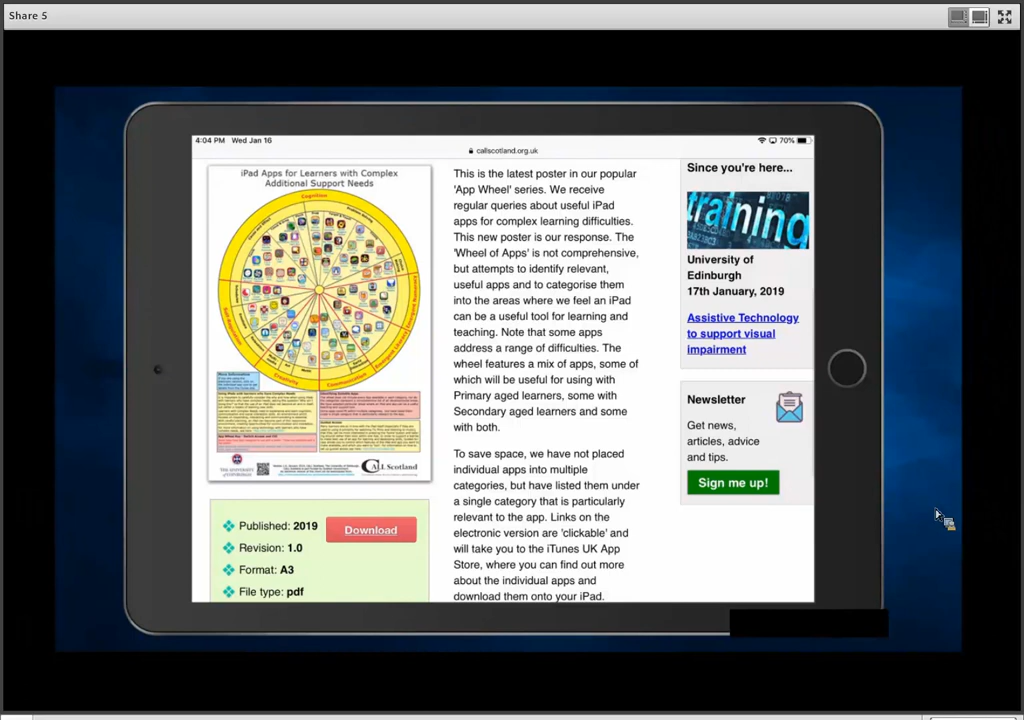 Share 5
4:04 PM Wed Jan 16
70%
callscotland.org.uk
iPad Apps for Learners with Complex
Additional Support Needs
Cognition
Creativity
Communication
CALL Scotland
Published: 2019
Download
Revision: 1.0
Format: A3
File type: pdf
This is the latest poster in our popular
'App Wheel' series. We receive
regular queries about useful iPad
apps for complex learning difficulties.
This new poster is our response. The
'Wheel of Apps' is not comprehensive,
but attempts to identify relevant,
useful apps and to categorise them
into the areas where we feel an iPad
can be a useful tool for learning and
teaching. Note that some apps
address a range of difficulties. The
wheel features a mix of apps, some of
which will be useful for using with
Primary aged learners, some with
Secondary aged learners and some
with both.
To save space, we have not placed
individual apps into multiple
categories, but have listed them under
a single category that is particularly
relevant to the app. Links on the
electronic version are 'clickable' and
will take you to the iTunes UK App
Store, where you can find out more
about the individual apps and
download them onto your iPad.
Since you're here...
training
University of
Edinburgh
17th January, 2019
Assistive Technology
to support visual
impairment
Newsletter
Get news,
articles, advice
and tips.
Sign me up!